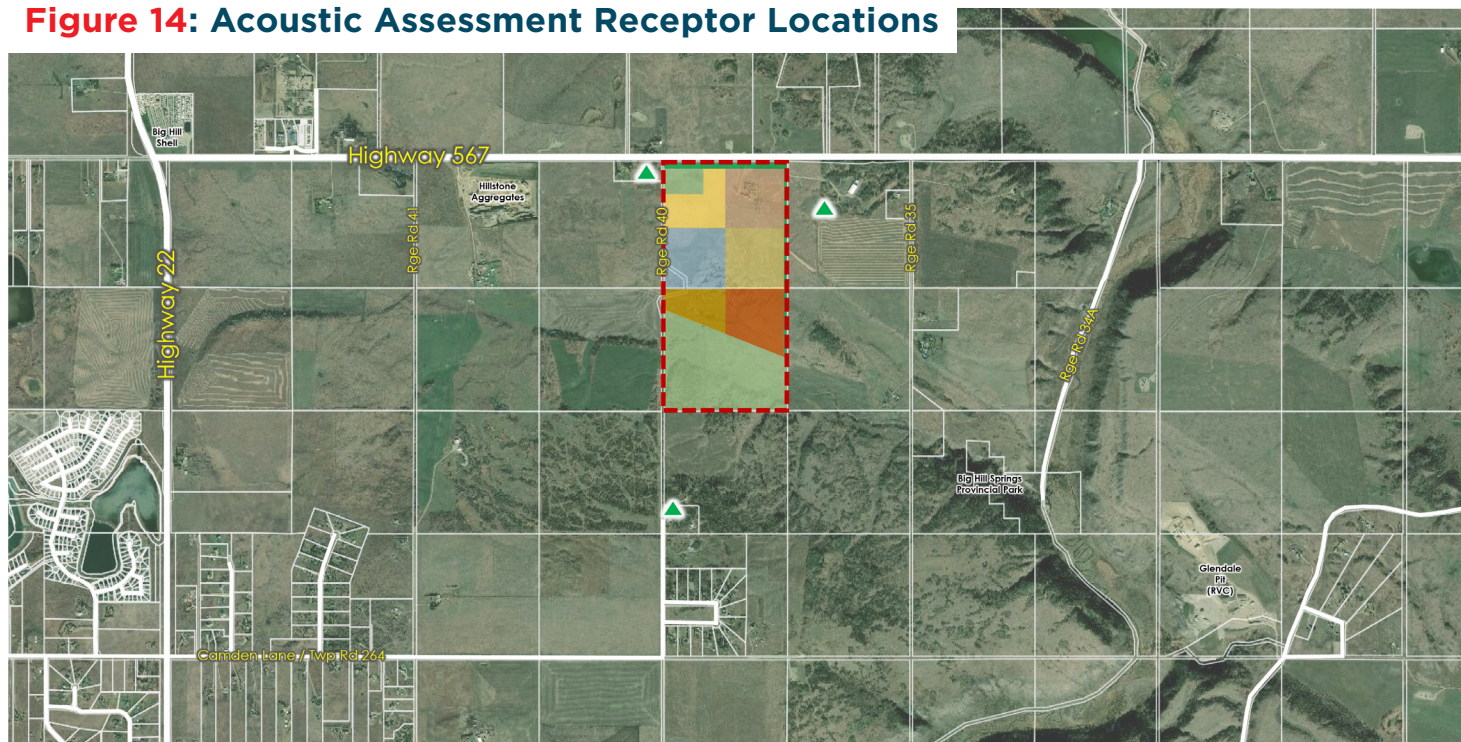 Figure 14: Acoustic Assessment Receptor Locations
Big Hill
Shell
Highway 567
Hillstone
Aggregates
Rge Rd 41
Rge Rd 40
Rge Rd 35
Highway 22
Rge Rd 34A
Big Hill Springs
Provincial Park
Glendale
Pit
(RVC)
Camden Lane / Twp Rd 264